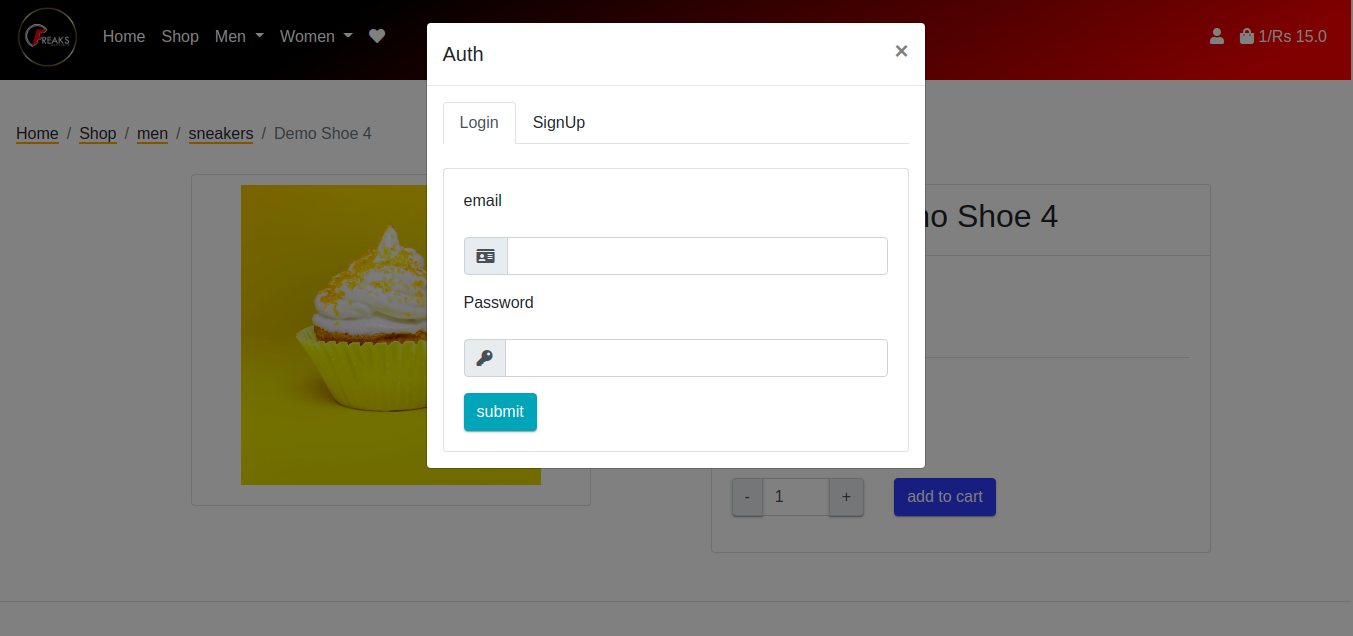 FREAKS Home Shop Men Women 1/Rs 15.0
Auth ×
Login SignUp
Home / Shop / men / sneakers / Demo Shoe 4
email
o Shoe 4
Password
submit
- 1 + add to cart